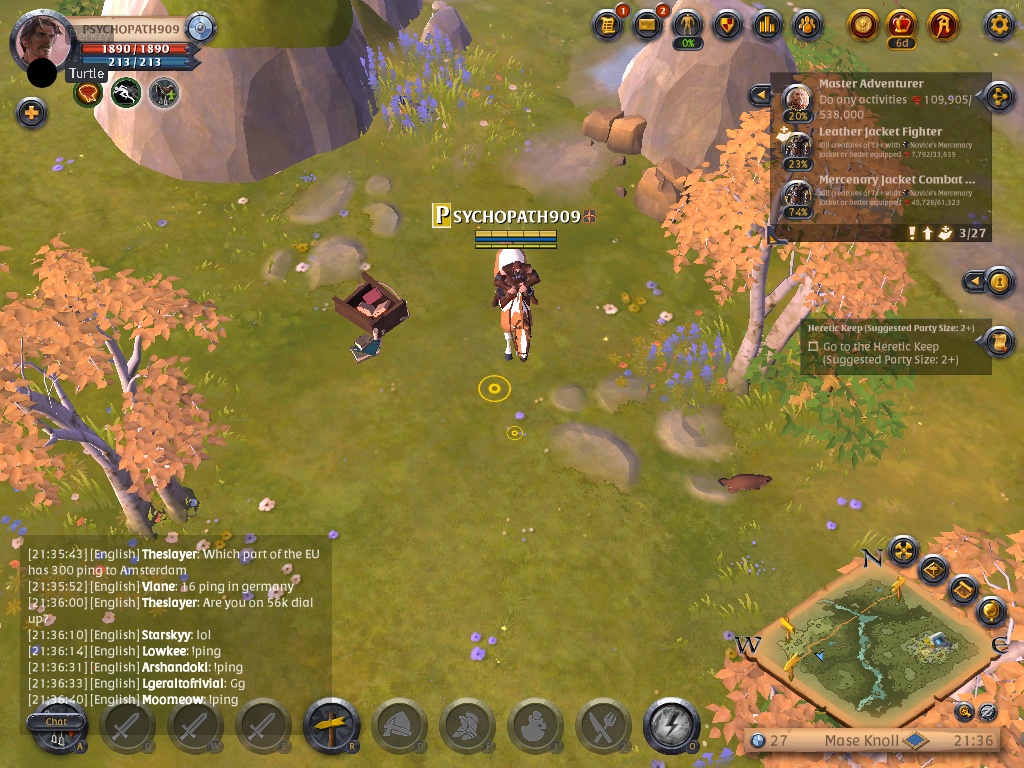 PSYCHOPATH909
1890 / 1890
213 / 213
Turtle
1
2
0%
6d
Master Adventurer
Do any activities 109,905/
538,000
20%
Leather Jacket Fighter
Kill creatures of T3+ with Novice's Mercenary
Jacket or better equipped 7,792/33,639
23%
Mercenary Jacket Combat ...
Kill creatures of T3+ with Novice's Mercenary
Jacket or better equipped 45,726/61,323
74%
3/27
PSYCHOPATH909
Heretic Keep (Suggested Party Size: 2+)
Go to the Heretic Keep
(Suggested Party Size: 2+)
[21:35:43] [English] Theslayer: Which part of the EU
has 300 ping to Amsterdam
[21:35:52] [English] Vlane: 16 ping in germany
[21:36:00] [English] Theslayer: Are you on 56k dial
up?
[21:36:10] [English] Starskyy: lol
[21:36:14] [English] Lowkee: !ping
[21:36:31] [English] Arshandoki: !ping
[21:36:33] [English] Lgeraltofrivial: Gg
[21:36:40] [English] Moomeow: !ping
N
W
E
Chat
A
Q
W
E
R
D
F
O
27 Mase Knoll 21:36